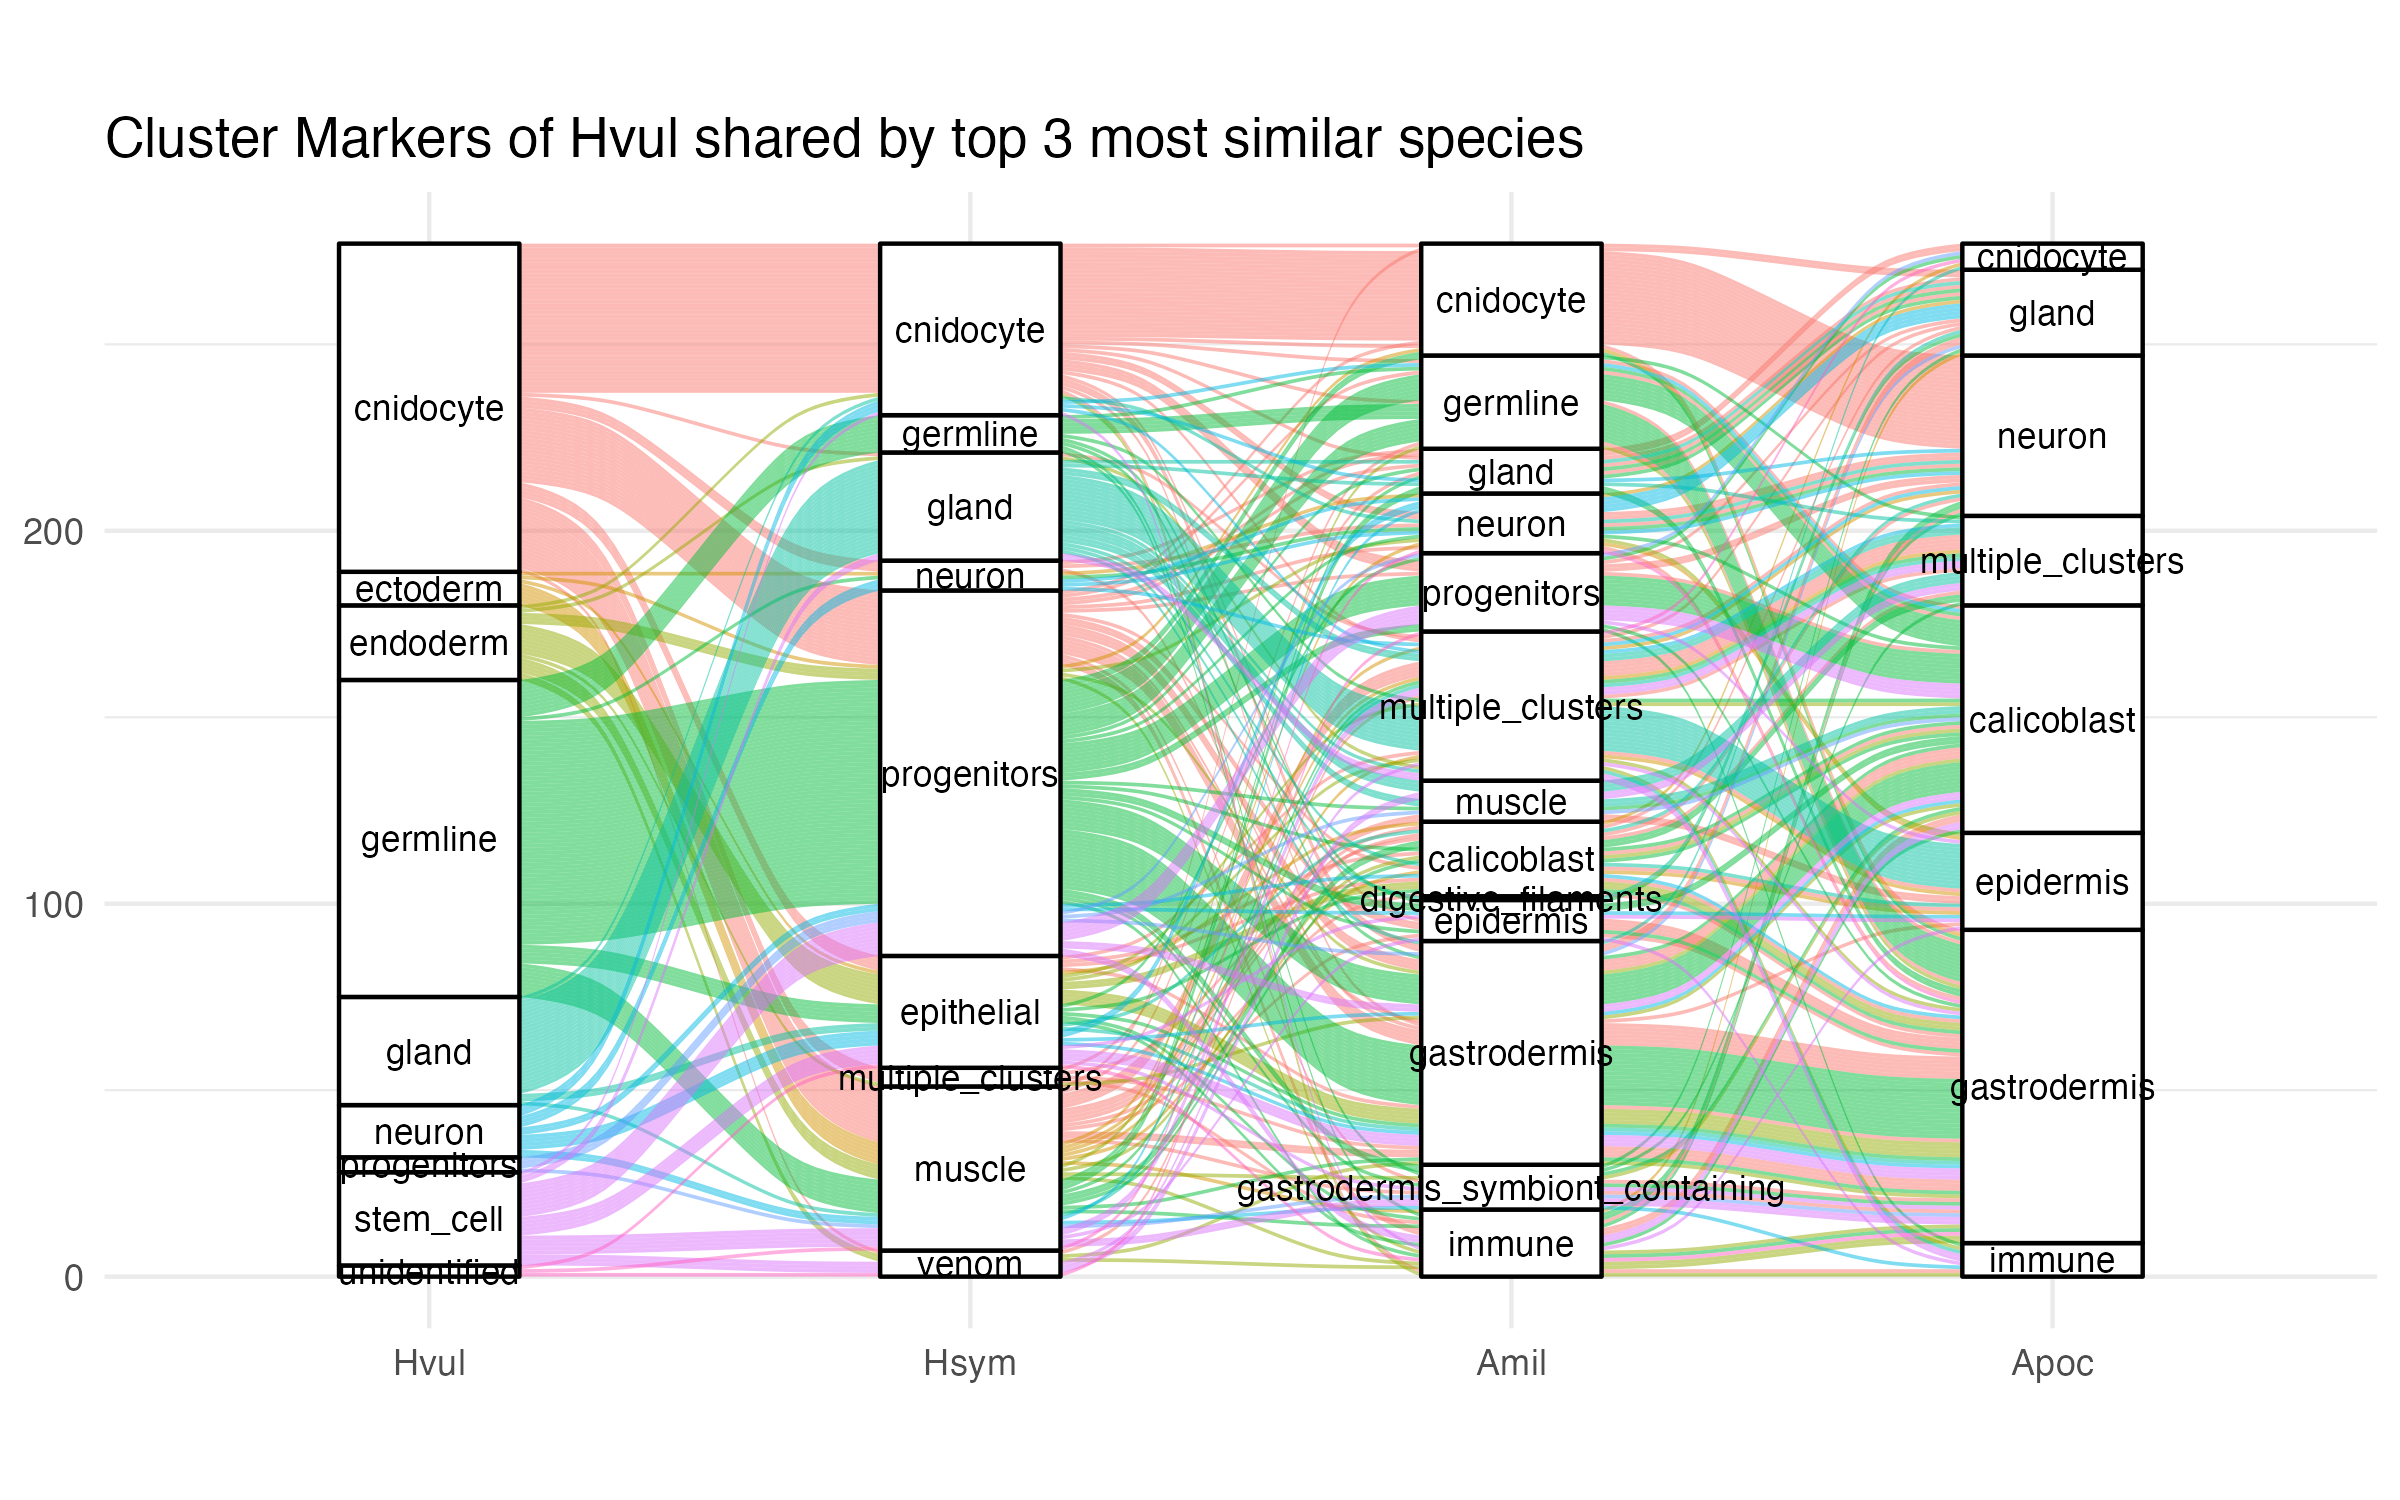 Cluster Markers of Hvul shared by top 3 most similar species
200
100
0
cnidocyte
ectoderm
endoderm
germline
gland
neuron
progenitors
stem_cell
unidentified
cnidocyte
germline
gland
neuron
progenitors
epithelial
multiple_clusters
muscle
venom
cnidocyte
germline
gland
neuron
progenitors
multiple_clusters
muscle
calicoblast
digestive_filaments
epidermis
gastrodermis
gastrodermis_symbiont_containing
immune
cnidocyte
gland
neuron
multiple_clusters
calicoblast
epidermis
gastrodermis
immune
Hvul
Hsym
Amil
Apoc